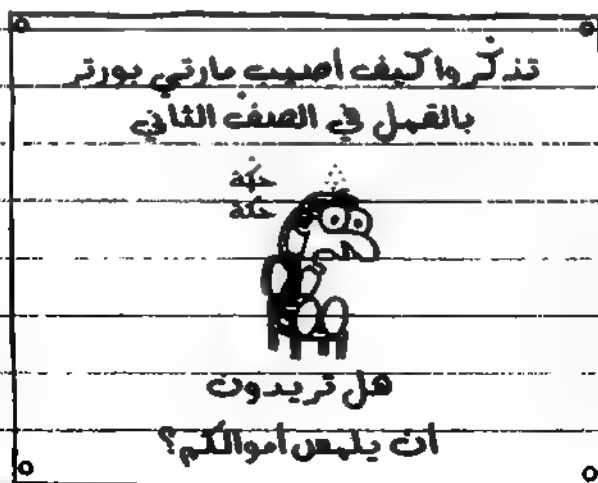 تذكّروا كيف أصيب مارتي بورتر
بالقمل في الصف الثاني
حكّة
حكّة
هل تريدون
أن يلمس أموالكم؟